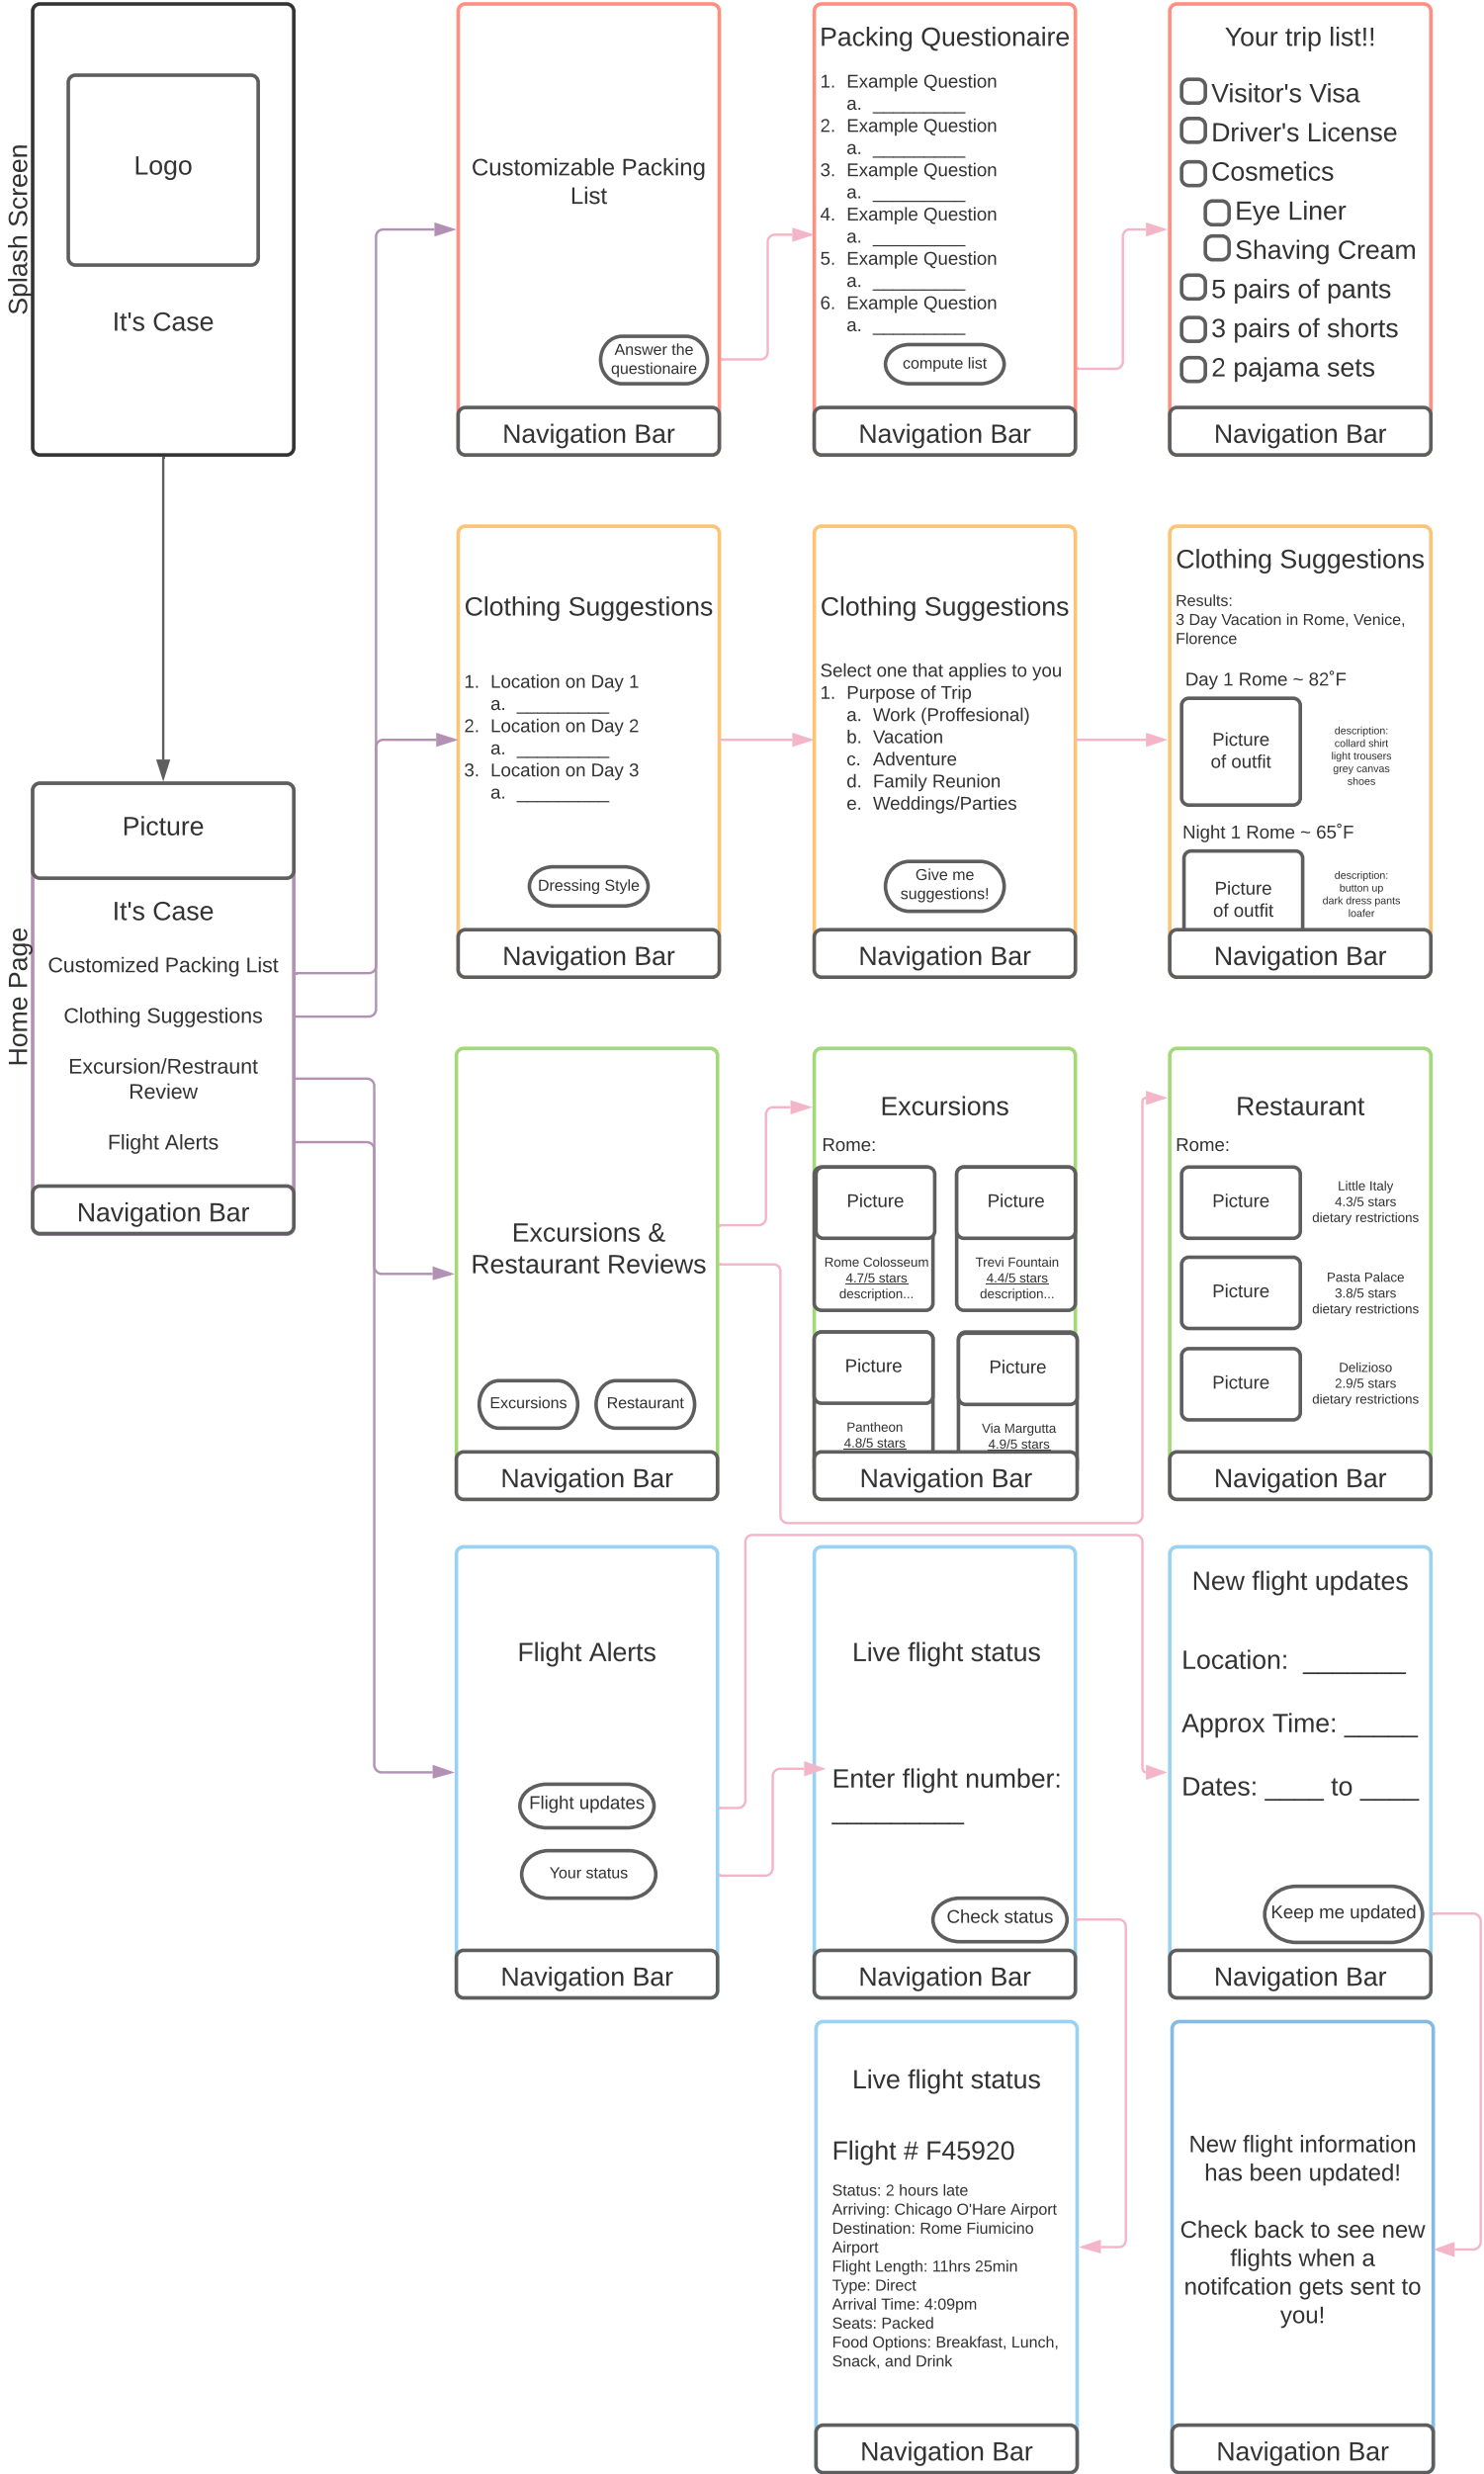 Splash Screen
Logo
It's Case
Home Page
Picture
It's Case
Customized Packing List
Clothing Suggestions
Excursion/Restraunt
Review
Flight Alerts
Navigation Bar
Customizable Packing
List
Answer the
questionaire
Navigation Bar
Packing Questionaire
1. Example Question
a. _________
2. Example Question
a. _________
3. Example Question
a. _________
4. Example Question
a. _________
5. Example Question
a. _________
6. Example Question
a. _________
compute list
Navigation Bar
Your trip list!!
Visitor's Visa
Driver's License
Cosmetics
Eye Liner
Shaving Cream
5 pairs of pants
3 pairs of shorts
2 pajama sets
Navigation Bar
Clothing Suggestions
1. Location on Day 1
a. _________
2. Location on Day 2
a. _________
3. Location on Day 3
a. _________
Dressing Style
Navigation Bar
Clothing Suggestions
Select one that applies to you
1. Purpose of Trip
a. Work (Proffesional)
b. Vacation
c. Adventure
d. Family Reunion
e. Weddings/Parties
Give me
suggestions!
Navigation Bar
Clothing Suggestions
Results:
3 Day Vacation in Rome, Venice,
Florence
Day 1 Rome ~ 82˚F
Picture
of outfit
description:
collard shirt
light trousers
grey canvas
shoes
Night 1 Rome ~ 65˚F
Picture
of outfit
description:
button up
dark dress pants
loafer
Navigation Bar
Excursions &
Restaurant Reviews
Excursions
Restaurant
Navigation Bar
Excursions
Rome:
Picture
Rome Colosseum
4.7/5 stars
description...
Picture
Trevi Fountain
4.4/5 stars
description...
Picture
Pantheon
4.8/5 stars
Picture
Via Margutta
4.9/5 stars
Navigation Bar
Restaurant
Rome:
Picture
Little Italy
4.3/5 stars
dietary restrictions
Picture
Pasta Palace
3.8/5 stars
dietary restrictions
Picture
Delizioso
2.9/5 stars
dietary restrictions
Navigation Bar
Flight Alerts
Flight updates
Your status
Navigation Bar
Live flight status
Enter flight number:
_________
Check status
Navigation Bar
New flight updates
Location: _______
Approx Time: _____
Dates: ____ to ____
Keep me updated
Navigation Bar
Live flight status
Flight # F45920
Status: 2 hours late
Arriving: Chicago O'Hare Airport
Destination: Rome Fiumicino
Airport
Flight Length: 11hrs 25min
Type: Direct
Arrival Time: 4:09pm
Seats: Packed
Food Options: Breakfast, Lunch,
Snack, and Drink
Navigation Bar
New flight information
has been updated!
Check back to see new
flights when a
notifcation gets sent to
you!
Navigation Bar